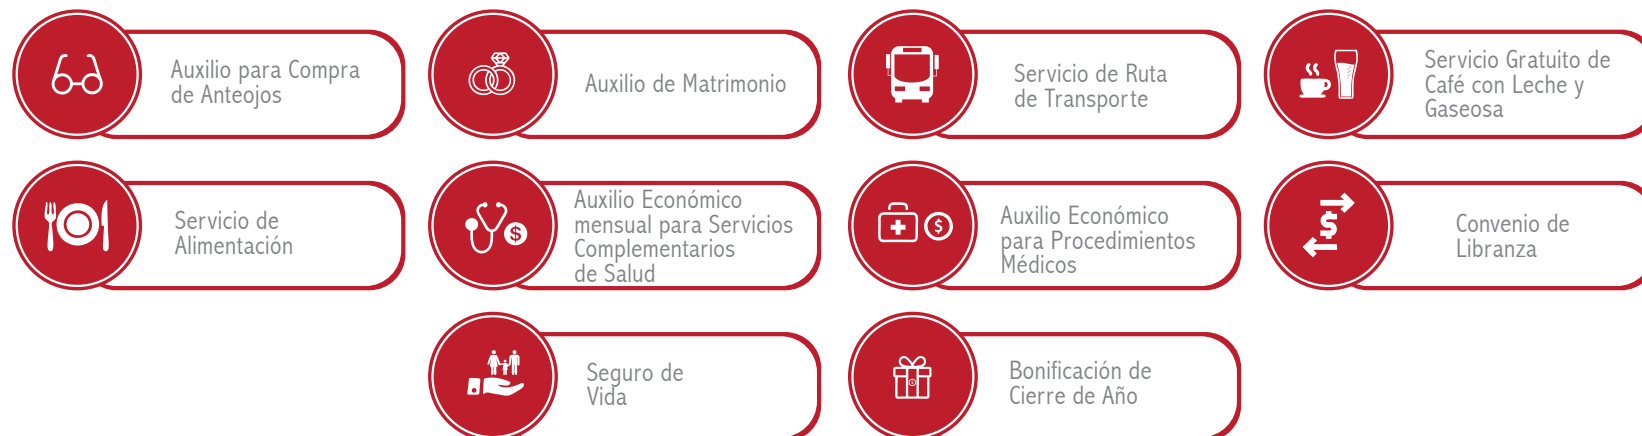 Auxilio para Compra
de Anteojos
Auxilio de Matrimonio
Servicio de Ruta
de Transporte
Servicio Gratuito de
Café con Leche y
Gaseosa
Servicio de
Alimentación
Auxilio Económico
mensual para Servicios
Complementarios
de Salud
$
Auxilio Económico
para Procedimientos
Médicos
$
Convenio de
Libranza
$
Seguro de
Vida
Bonificación de
Cierre de Año